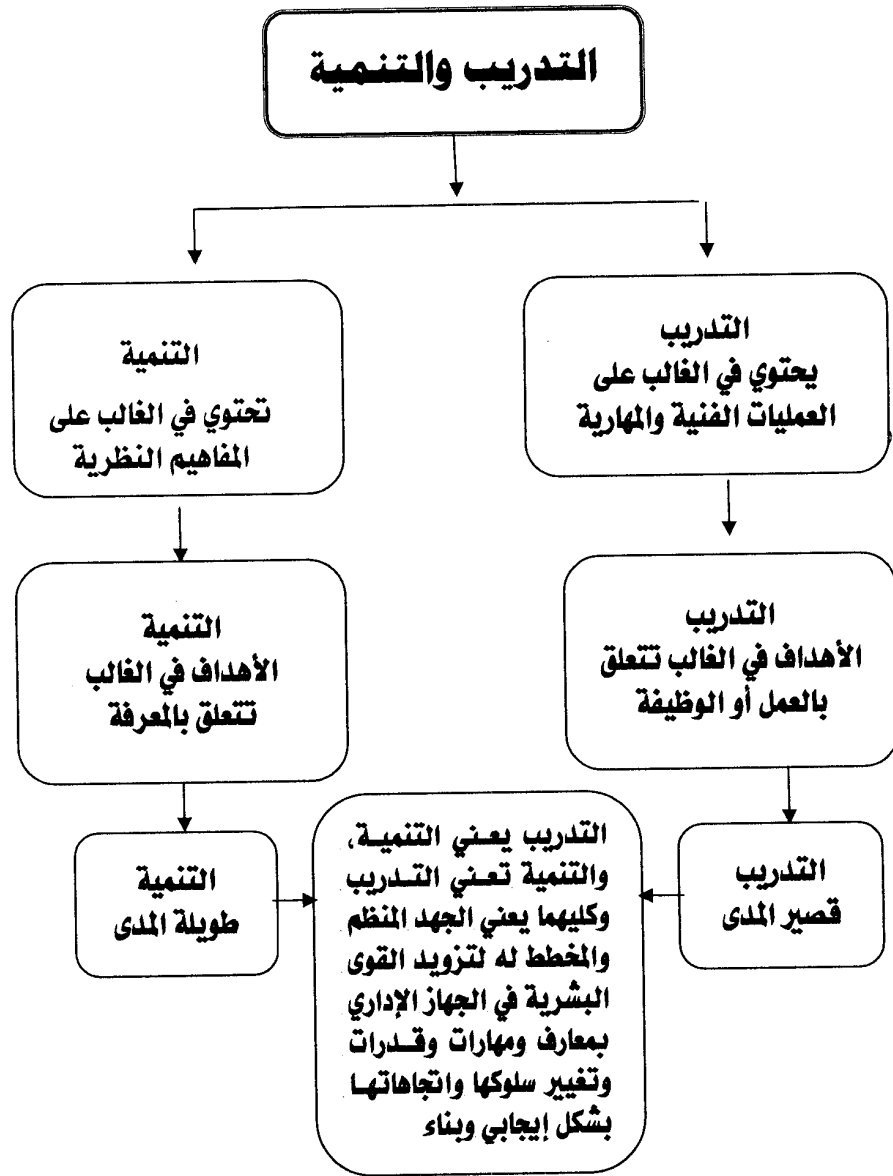 التدريب والتنمية
التدريب
يحتوي في الغالب على
العمليات الفنية والمهارية
التنمية
تحتوي في الغالب على
المفاهيم النظرية
التدريب
الأهداف في الغالب تتعلق
بالعمل أو الوظيفة
التنمية
الأهداف في الغالب
تتعلق بالمعرفة
التدريب
قصير المدى
التدريب يعني التنمية،
والتنمية تعني التدريب
وكليهما يعني الجهد المنظم
والمخطط له لتزويد القوى
البشرية في الجهاز الإداري
بمعارف ومهارات وقدرات
وتغيير سلوكها واتجاهاتها
بشكل إيجابي وبناء
التنمية
طويلة المدى